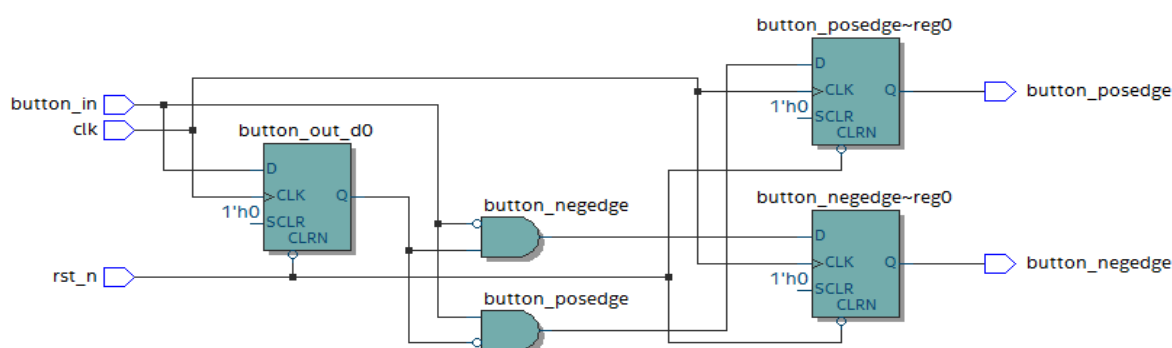 button_posedge~reg0
D
CLK
Q
1'h0
SCLR
CLRN
button_posedge
button_in
clk
button_out_d0
D
CLK
Q
1'h0
SCLR
CLRN
button_negedge
button_negedge~reg0
D
CLK
Q
1'h0
SCLR
CLRN
button_negedge
rst_n
button_posedge